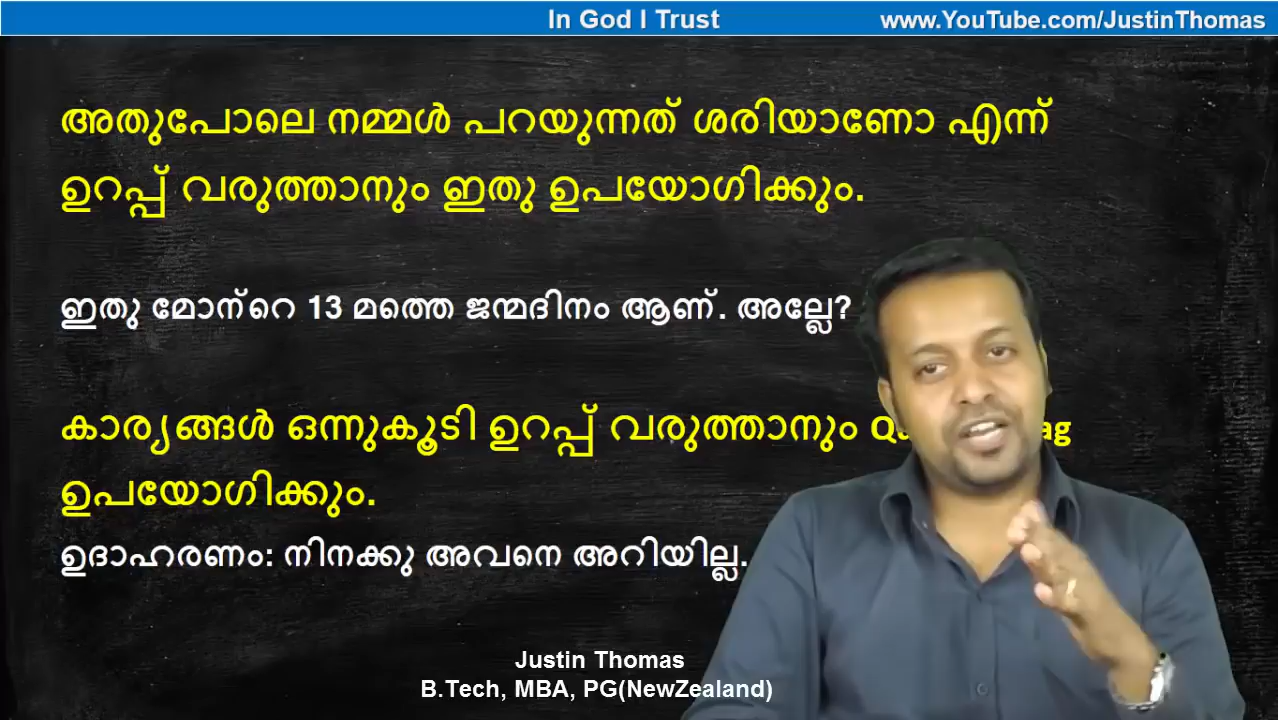 In God I Trust www.YouTube.com/JustinThomas
അതുപോലെ നമ്മൾ പറയുന്നത് ശരിയാണോ എന്ന്
ഉറപ്പ് വരുത്താനും ഇതു ഉപയോഗിക്കും.
ഇതു മോന്റെ 13 മത്തെ ജന്മദിനം ആണ്. അല്ലേ?
കാര്യങ്ങൾ ഒന്നുകൂടി ഉറപ്പ് വരുത്താനും
ഉപയോഗിക്കും.
ഉദാഹരണം: നിനക്കു അവനെ അറിയില്ല.
Justin Thomas
B.Tech, MBA, PG(NewZealand)